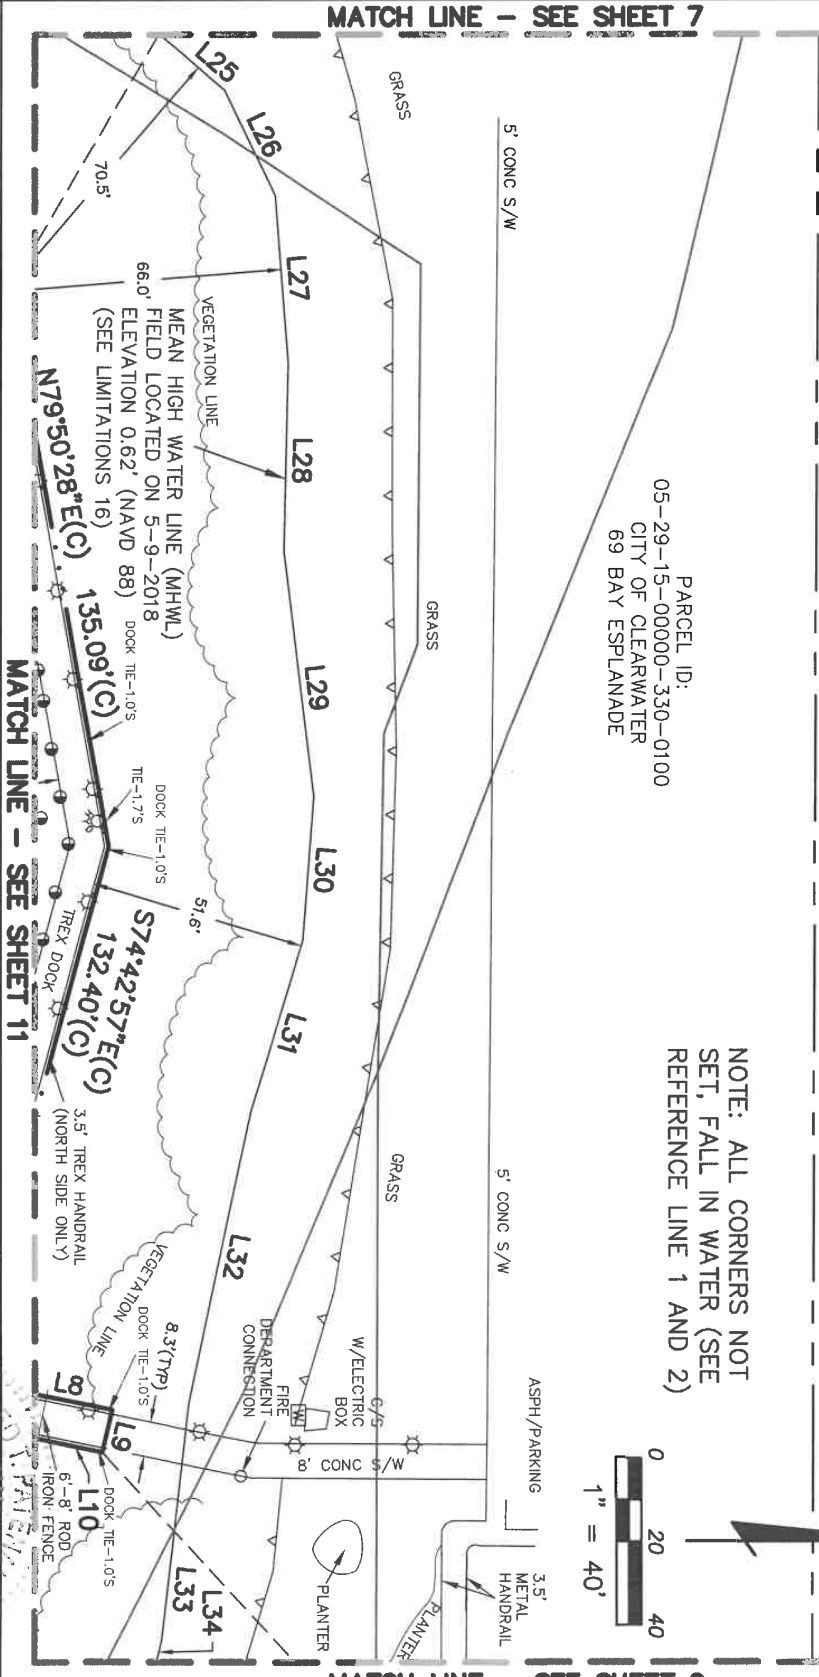 MATCH LINE - SEE SHEET 7
PARCEL ID:
05-29-15-00000-330-0100
CITY OF CLEARWATER
69 BAY ESPLANADE
NOTE: ALL CORNERS NOT
SET, FALL IN WATER (SEE
REFERENCE LINE 1 AND 2)
0
20
40
1" = 40'
5' CONC S/W
5' CONC S/W
ASPH/PARKING
3.5'
METAL
HANDRAIL
PLANTER
PLANTER
GRASS
GRASS
GRASS
C/S
W/ELECTRIC
BOX
W
FIRE
DEPARTMENT
CONNECTION
8' CONC S/W
L25
L26
L27
L28
L29
L30
L31
L32
L33
L34
70.5'
66.0'
VEGETATION LINE
MEAN HIGH WATER LINE (MHWL)
FIELD LOCATED ON 5-9-2018
ELEVATION 0.62' (NAVD 88)
(SEE LIMITATIONS 16)
51.6'
N79°50'28"E(C)
135.09'(C)
DOCK TIE-1.0'S
TIE-1.7'S
DOCK TIE-1.0'S
S74°42'57"E(C)
132.40'(C)
TREX DOCK
3.5' TREX HANDRAIL
(NORTH SIDE ONLY)
VEGETATION LINE
8.3'(TYP)
DOCK TIE-1.0'S
L8
L9
L10
DOCK TIE-1.0'S
6'-8' ROD
IRON FENCE
MATCH LINE - SEE SHEET 11